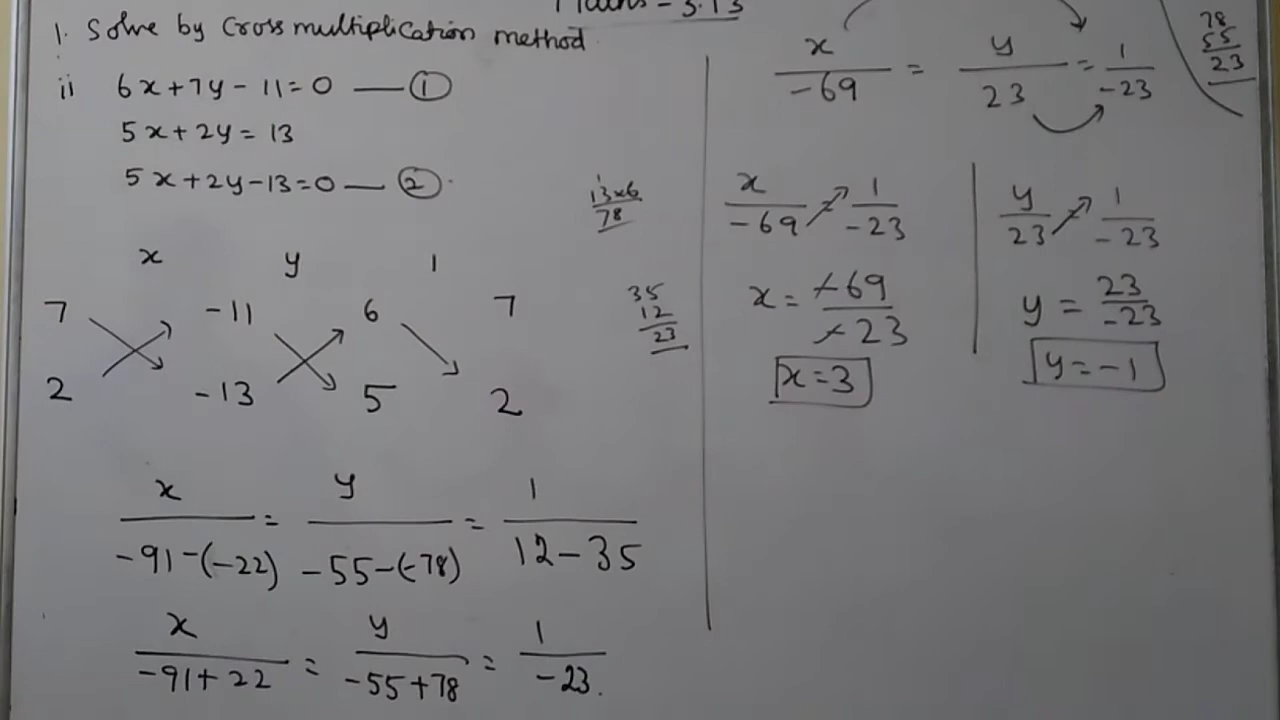 Maths - 3.13
1. Solve by Cross multiplication method
ii 6x+7y-11=0 — ①
5x+2y=13
5x+2y-13=0 — ②
13×6
78
x y 1
7 -11 6 7
2 -13 5 2
35
12
23
x/-91-(-22) = y/-55-(-78) = 1/12-35
x/-91+22 = y/-55+78 = 1/-23.
x/-69 = y/23 = 1/-23
78
55
23
x/-69 = 1/-23
x = -69/-23
x=3
y/23 = 1/-23
y = 23/-23
y=-1